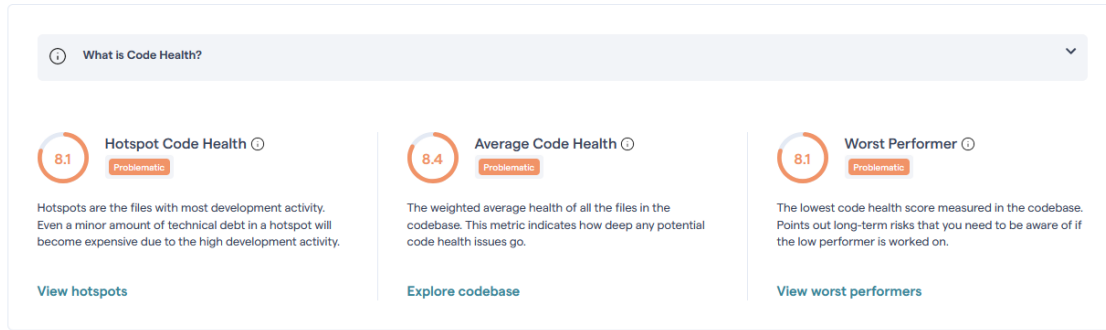 What is Code Health?
8.1
Hotspot Code Health
Problematic
Hotspots are the files with most development activity.
Even a minor amount of technical debt in a hotspot will
become expensive due to the high development activity.
View hotspots
8.4
Average Code Health
Problematic
The weighted average health of all the files in the
codebase. This metric indicates how deep any potential
code health issues go.
Explore codebase
8.1
Worst Performer
Problematic
The lowest code health score measured in the codebase.
Points out long-term risks that you need to be aware of if
the low performer is worked on.
View worst performers